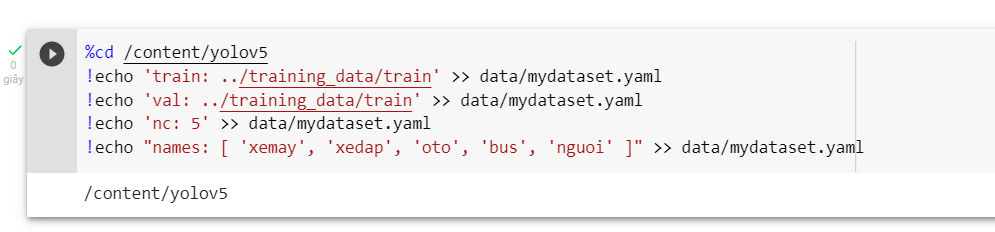 %cd /content/yolov5
!echo 'train: ../training_data/train' >> data/mydataset.yaml
!echo 'val: ../training_data/train' >> data/mydataset.yaml
!echo 'nc: 5' >> data/mydataset.yaml
!echo "names: [ 'xemay', 'xedap', 'oto', 'bus', 'nguoi' ]" >> data/mydataset.yaml
0
giây
/content/yolov5